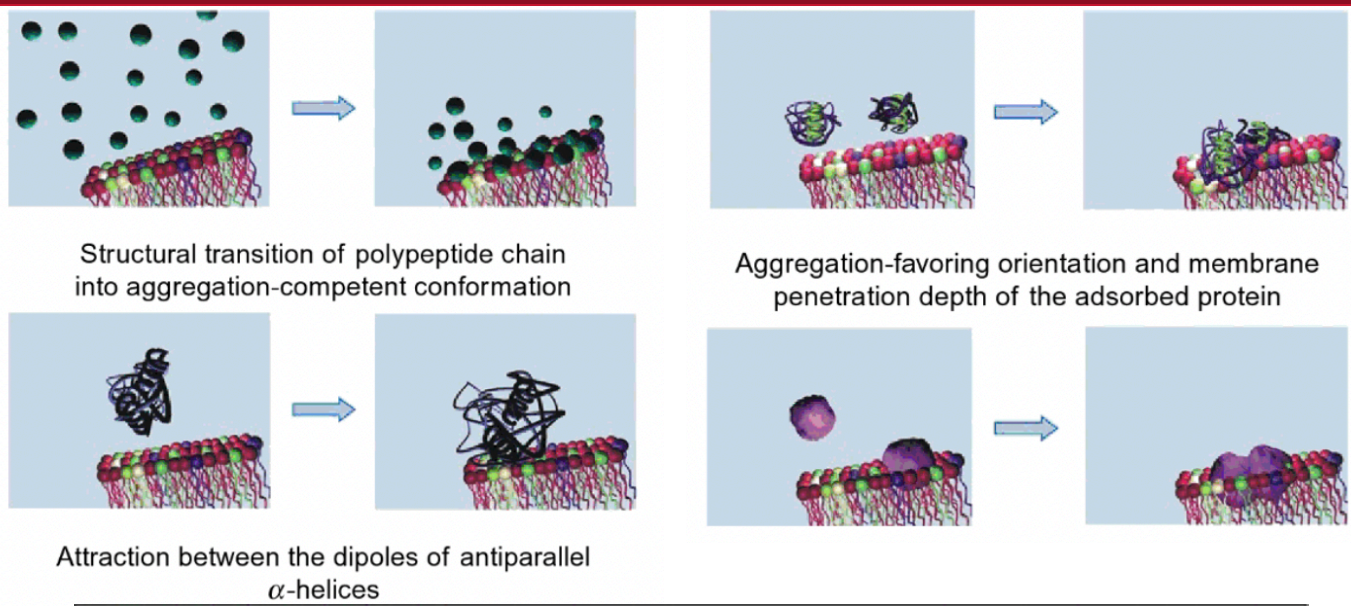 Structural transition of polypeptide chain
into aggregation-competent conformation
Aggregation-favoring orientation and membrane
penetration depth of the adsorbed protein
Attraction between the dipoles of antiparallel
α-helices